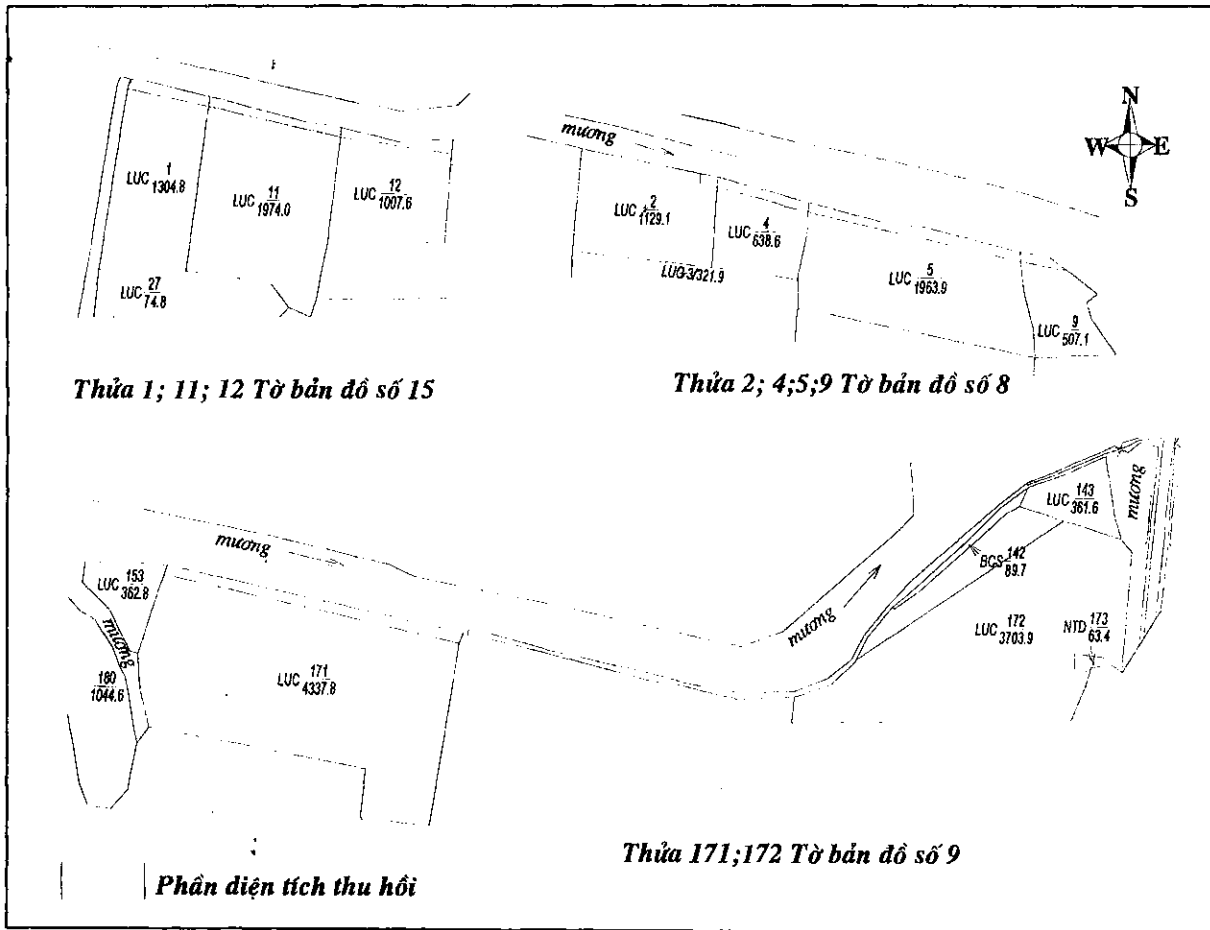 N
W E
S
mương
LUC 1
1304.8
LUC 11
1974.0
LUC 12
1007.6
LUC 27
74.8
LUC 2
1129.1
LUC 4
638.6
LUC 5
1963.9
LUC 9
507.1
Thửa 1; 11; 12 Tờ bản đồ số 15
Thửa 2; 4;5;9 Tờ bản đồ số 8
mương
LUC 153
362.8
mương
180
1044.6
LUC 171
4337.8
mương
LUC 143
361.6
mương
BCS 142
89.7
LUC 172
3703.9
NTD 173
63.4
Thửa 171;172 Tờ bản đồ số 9
Phần diện tích thu hồi